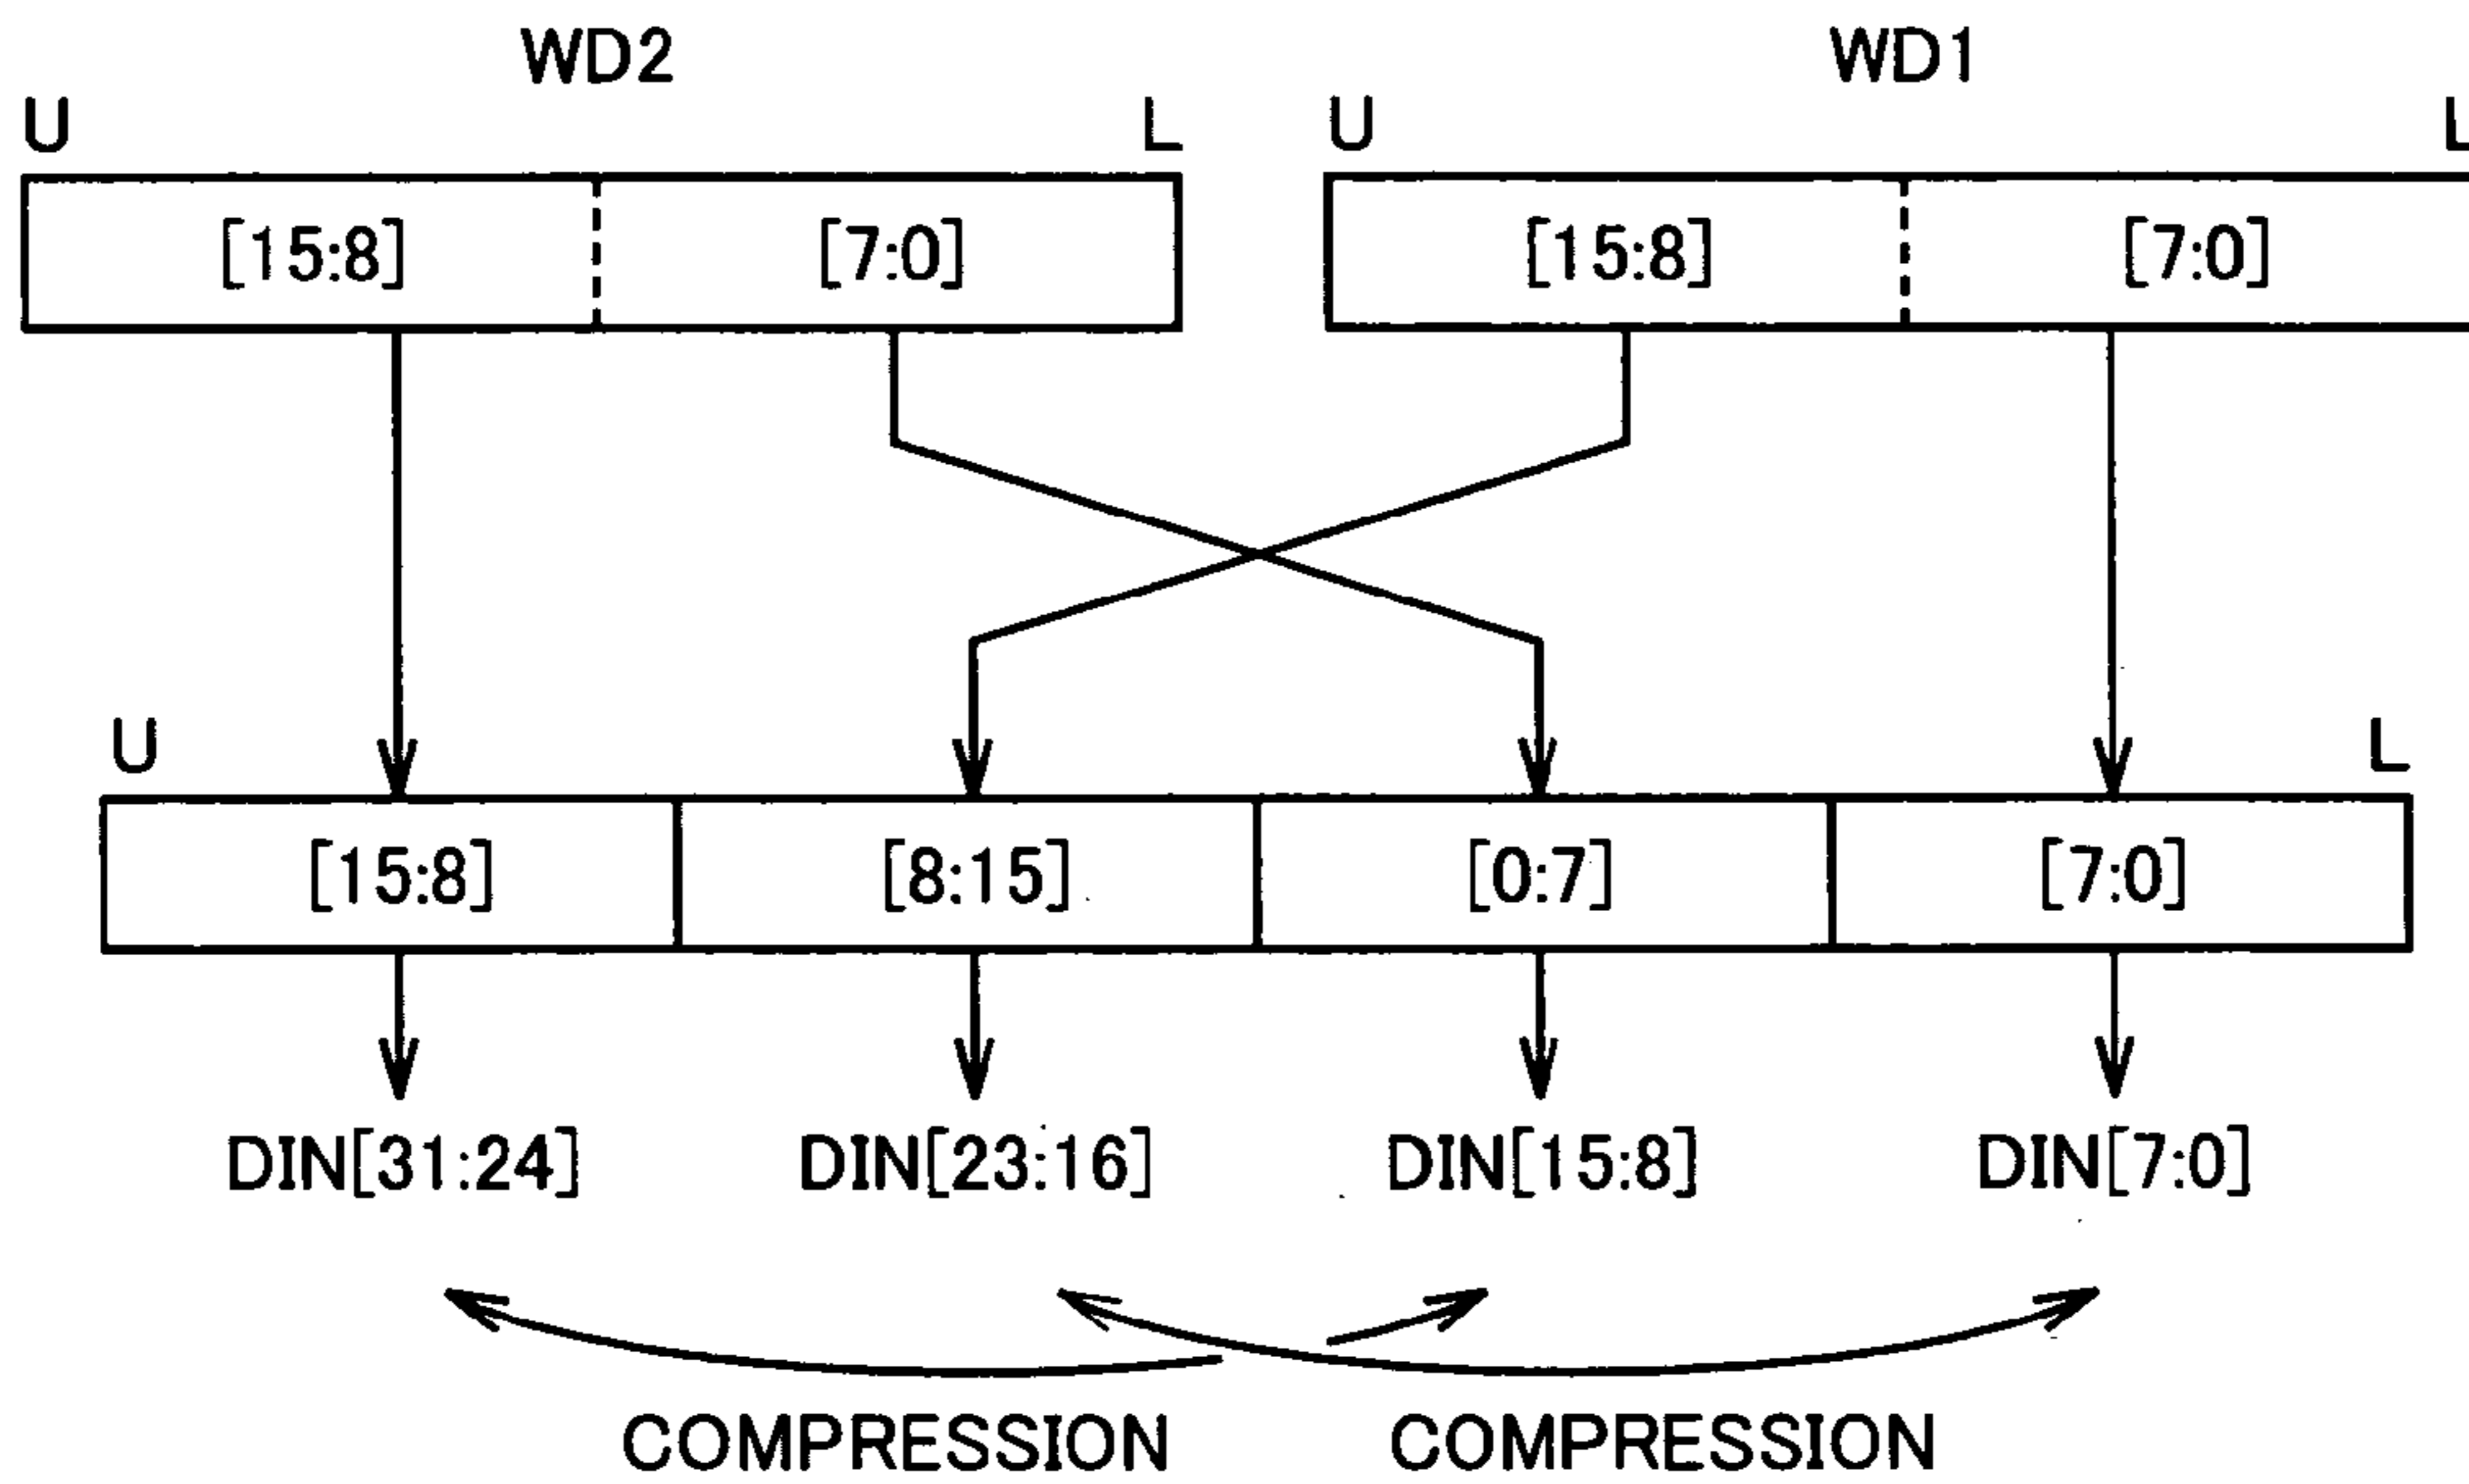 WD2 WD1
U L U L
[15:8] [7:0] [15:8] [7:0]
U L
[15:8] [8:15] [0:7] [7:0]
DIN[31:24] DIN[23:16] DIN[15:8] DIN[7:0]
COMPRESSION COMPRESSION